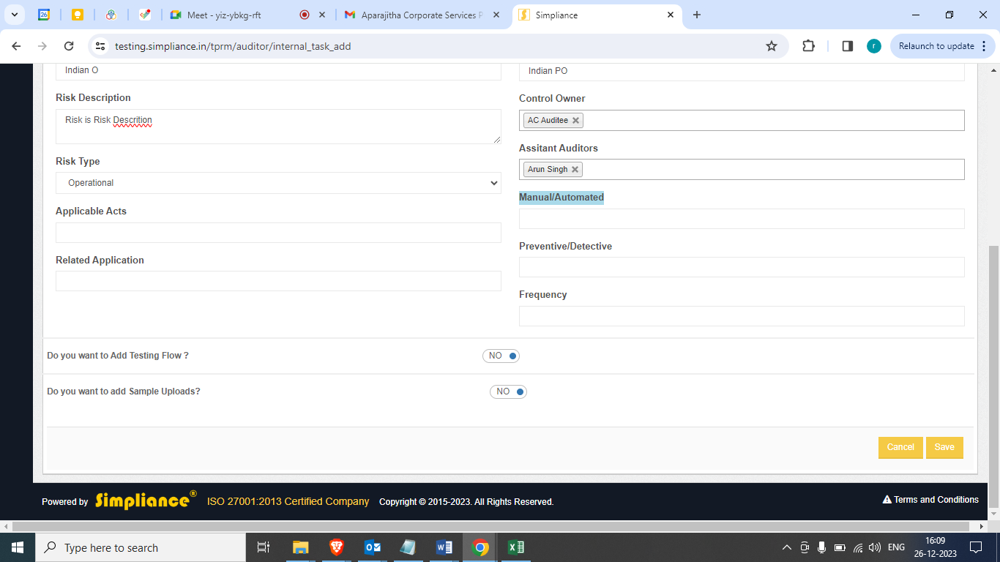 26
Meet - yiz-ybkg-rft
Aparajitha Corporate Services P
Simpliance
testing.simpliance.in/tprm/auditor/internal_task_add
r
Relaunch to update
Indian O
Indian PO
Risk Description
Control Owner
Risk is Risk Descrition
AC Auditee
Assitant Auditors
Risk Type
Arun Singh
Operational
Manual/Automated
Applicable Acts
Preventive/Detective
Related Application
Frequency
Do you want to Add Testing Flow ?
NO
Do you want to add Sample Uploads?
NO
Cancel
Save
Powered by Simpliance® ISO 27001:2013 Certified Company Copyright © 2015-2023. All Rights Reserved.
Terms and Conditions
Type here to search
ENG
16:09
26-12-2023